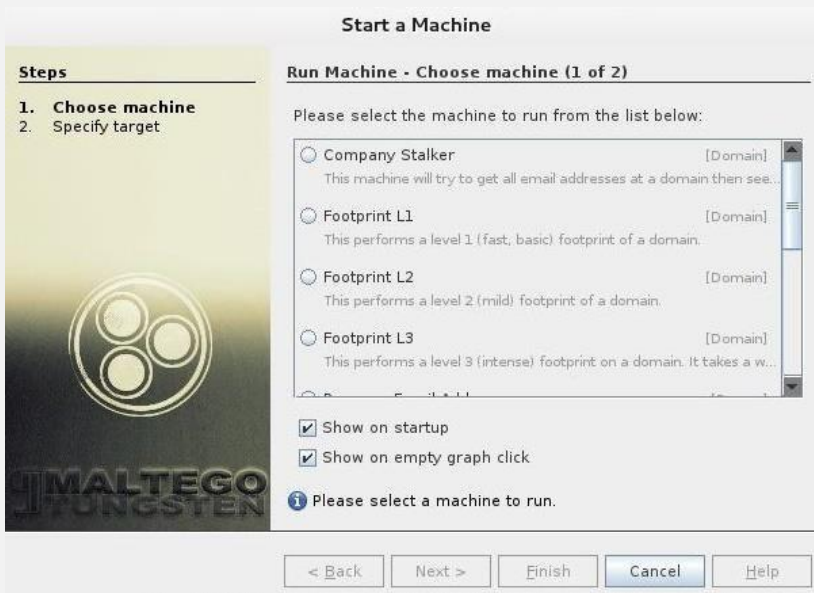 Start a Machine
Steps
1. Choose machine
2. Specify target
MALTEGO
TUNGSTEN
Run Machine - Choose machine (1 of 2)
Please select the machine to run from the list below:
Company Stalker [Domain]
This machine will try to get all email addresses at a domain then see...
Footprint L1 [Domain]
This performs a level 1 (fast, basic) footprint of a domain.
Footprint L2 [Domain]
This performs a level 2 (mild) footprint of a domain.
Footprint L3 [Domain]
This performs a level 3 (intense) footprint on a domain. It takes a w...
Show on startup
Show on empty graph click
Please select a machine to run.
< Back
Next >
Finish
Cancel
Help